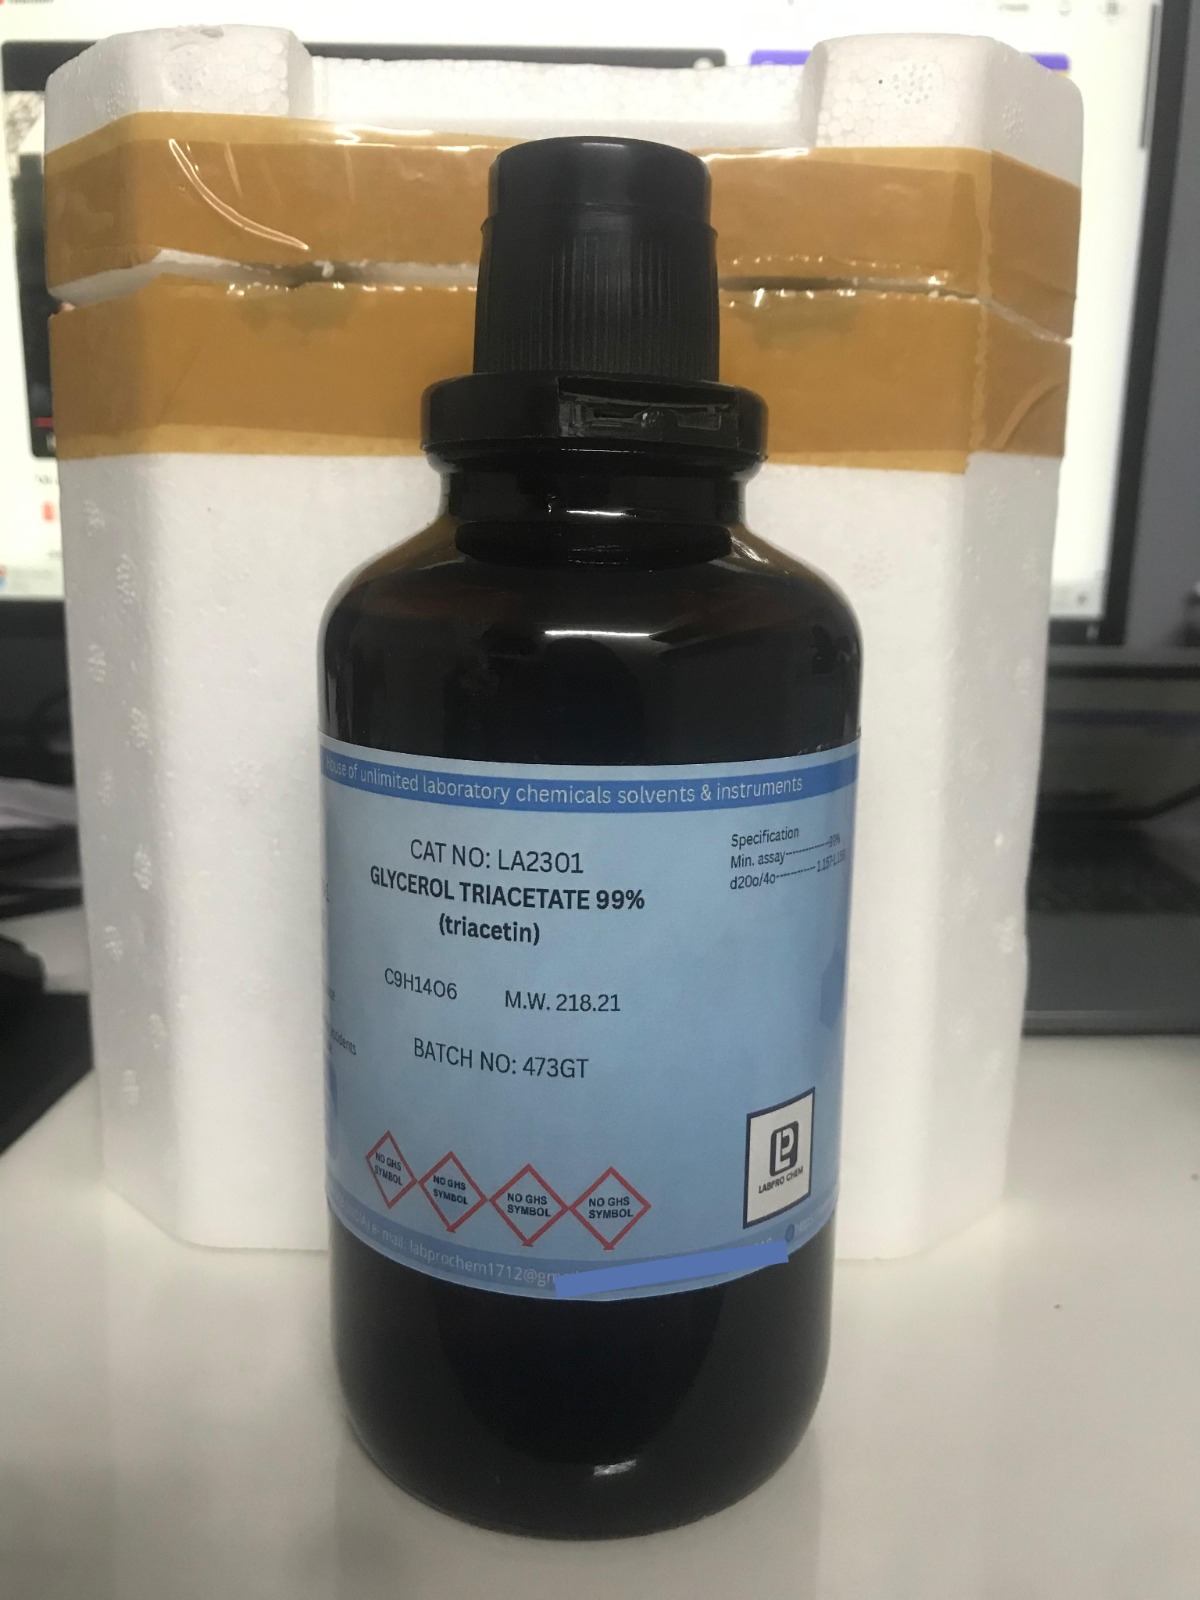 House of unlimited laboratory chemicals solvents & instruments
CAT NO: LA2301
GLYCEROL TRIACETATE 99%
(triacetin)
C9H14O6 M.W. 218.21
BATCH NO: 473GT
Specification
Min. assay-----------99%
d20o/4o----------
NO GHS
SYMBOL
NO GHS
SYMBOL
NO GHS
SYMBOL
NO GHS
SYMBOL
LABPRO CHEM
e- mail: labprochem1712@gm